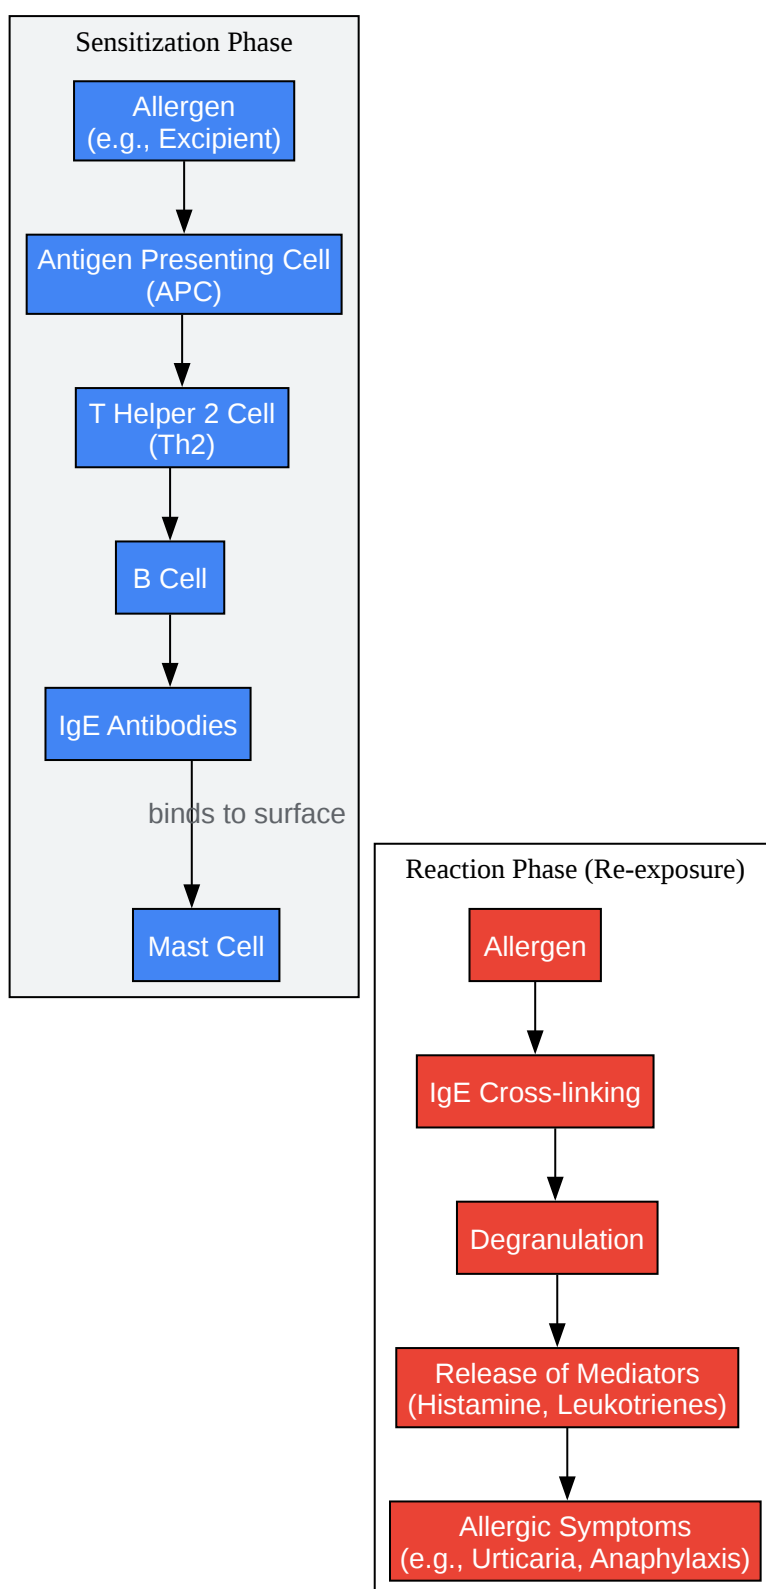 Sensitization Phase
Allergen
(e.g., Excipient)
Antigen Presenting Cell
(APC)
T Helper 2 Cell
(Th2)
B Cell
IgE Antibodies
binds to surface
Mast Cell
Reaction Phase (Re-exposure)
Allergen
IgE Cross-linking
Degranulation
Release of Mediators
(Histamine, Leukotrienes)
Allergic Symptoms
(e.g., Urticaria, Anaphylaxis)